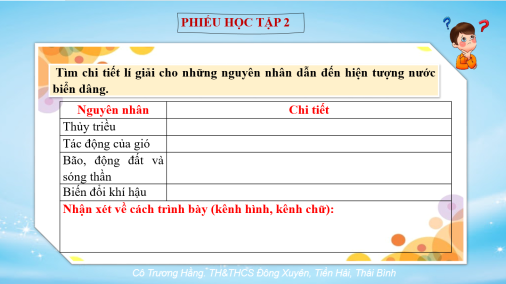 PHIẾU HỌC TẬP 2
Tìm chi tiết lí giải cho những nguyên nhân dẫn đến hiện tượng nước
biển dâng.
Nguyên nhân Chi tiết
Thủy triều
Tác động của gió
Bão, động đất và
sóng thần
Biến đổi khí hậu
Nhận xét về cách trình bày (kênh hình, kênh chữ):
Cô Trương Hằng. TH&THCS Đông Xuyên, Tiền Hải, Thái Bình